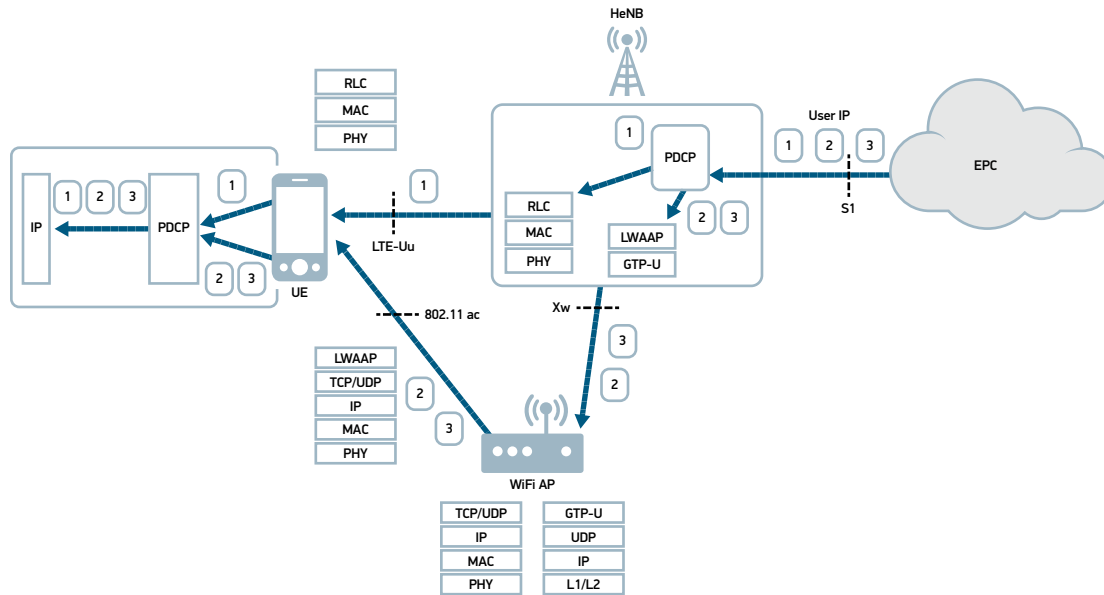 HeNB
RLC
MAC
PHY
User IP
1
2
3
EPC
S1
1
PDCP
2
3
RLC
MAC
PHY
LWAAP
GTP-U
1
LTE-Uu
IP
1
2
3
PDCP
1
2
3
UE
802.11 ac
Xw
3
2
LWAAP
TCP/UDP
IP
MAC
PHY
2
3
WiFi AP
TCP/UDP
IP
MAC
PHY
GTP-U
UDP
IP
L1/L2